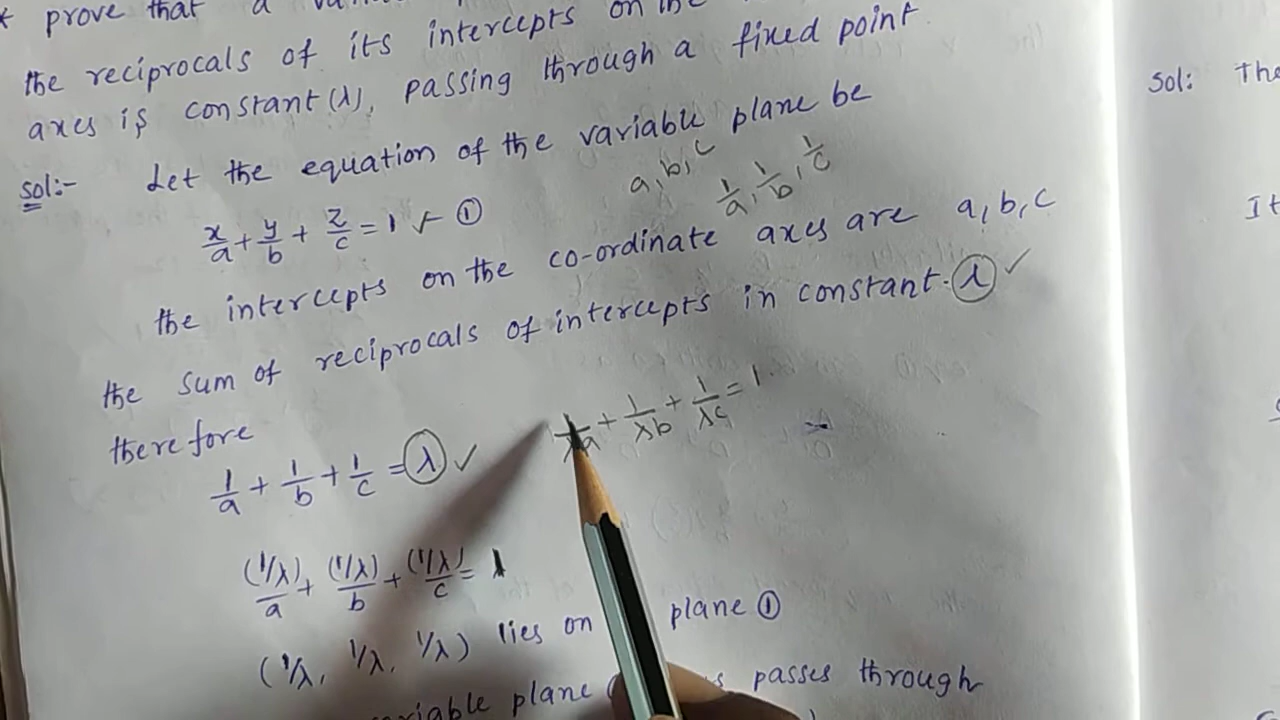 * prove that a
the reciprocals of its intercepts on the
axes is constant (λ), passing through a fixed point.
sol:- Let the equation of the variable plane be
a, b, c
1/a, 1/b, 1/c
x/a + y/b + z/c = 1 ①
the intercepts on the co-ordinate axes are a, b, c
the sum of reciprocals of intercepts in constant. λ ✓
therefore
1/λa + 1/λb + 1/λc = 1
1/a + 1/b + 1/c = λ ✓
(1/λ)/a + (1/λ)/b + (1/λ)/c = 1
(1/λ, 1/λ, 1/λ) lies on plane ①
plane passes through
Sol: The
It